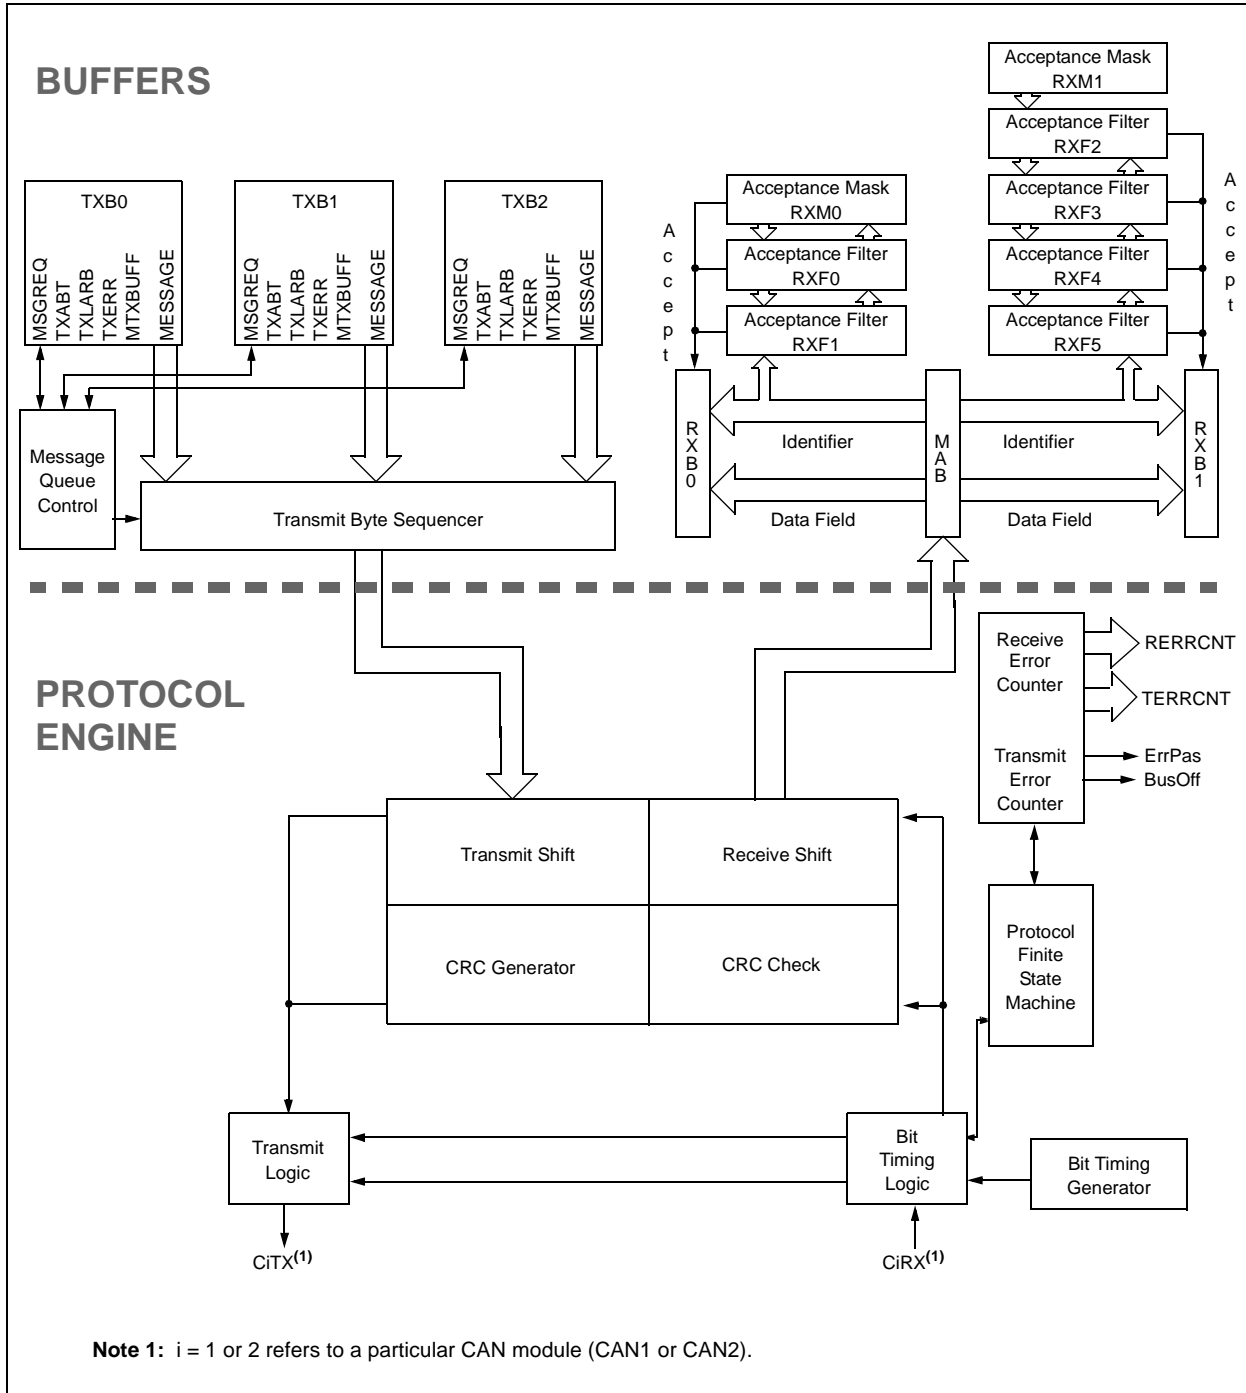 BUFFERS
Acceptance Mask
RXM1
Acceptance Filter
RXF2
Acceptance Filter
RXF3
Acceptance Filter
RXF4
Acceptance Filter
RXF5
Accept
Acceptance Mask
RXM0
Acceptance Filter
RXF0
Acceptance Filter
RXF1
Accept
TXB0
MSGREQ
TXABT
TXLARB
TXERR
MTXBUFF
MESSAGE
TXB1
MSGREQ
TXABT
TXLARB
TXERR
MTXBUFF
MESSAGE
TXB2
MSGREQ
TXABT
TXLARB
TXERR
MTXBUFF
MESSAGE
Message
Queue
Control
Transmit Byte Sequencer
RXB0
Identifier
Data Field
MAB
Identifier
Data Field
RXB1
PROTOCOL
ENGINE
Receive
Error
Counter
Transmit
Error
Counter
RERRCNT
TERRCNT
ErrPas
BusOff
Transmit Shift
Receive Shift
CRC Generator
CRC Check
Protocol
Finite
State
Machine
Transmit
Logic
Bit
Timing
Logic
Bit Timing
Generator
CiTX(1)
CiRX(1)
Note 1: i = 1 or 2 refers to a particular CAN module (CAN1 or CAN2).